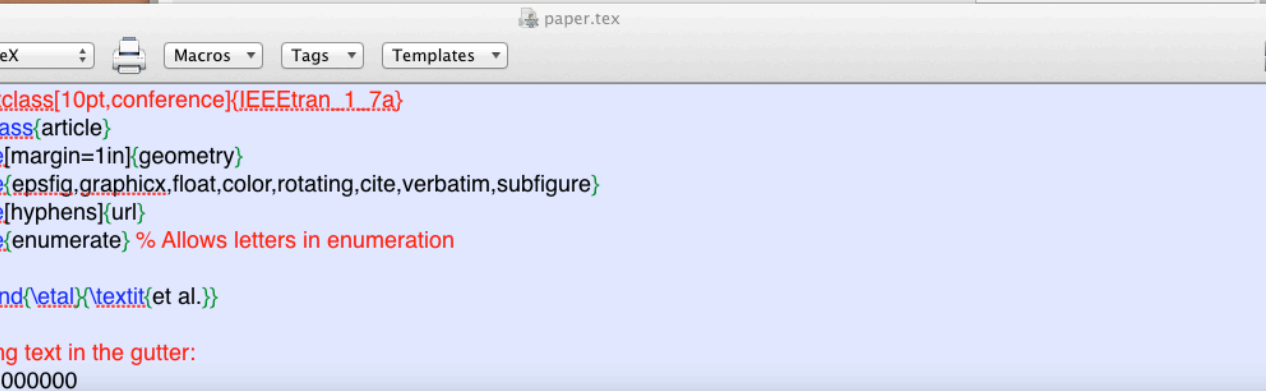 paper.tex
eX Macros Tags Templates
tclass[10pt,conference]{IEEEtran_1_7a}
ass{article}
e[margin=1in]{geometry}
e{epsfig,graphicx,float,color,rotating,cite,verbatim,subfigure}
e[hyphens]{url}
e{enumerate} % Allows letters in enumeration
nd{\etal}{\textit{et al.}}
ng text in the gutter:
000000